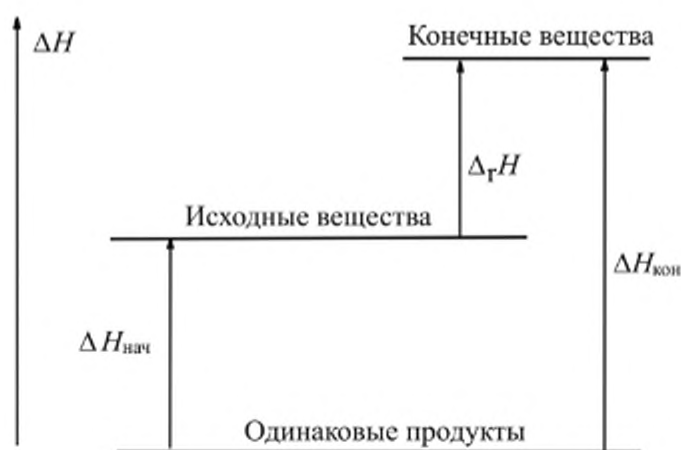 Конечные вещества
ΔH
ΔrH
Исходные вещества
ΔHкон
ΔHнач
Одинаковые продукты